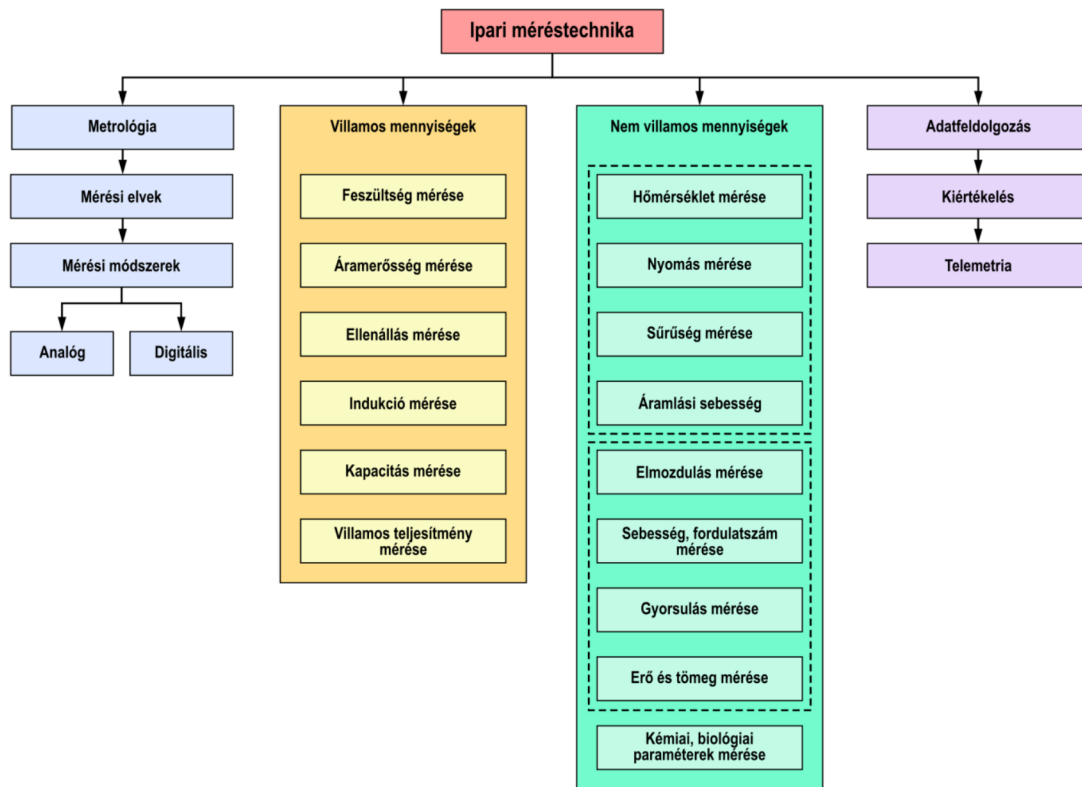 Ipari méréstechnika
Metrológia
Mérési elvek
Mérési módszerek
Analóg
Digitális
Villamos mennyiségek
Feszültség mérése
Áramerősség mérése
Ellenállás mérése
Indukció mérése
Kapacitás mérése
Villamos teljesítmény
mérése
Nem villamos mennyiségek
Hőmérséklet mérése
Nyomás mérése
Sűrűség mérése
Áramlási sebesség
Elmozdulás mérése
Sebesség, fordulatszám
mérése
Gyorsulás mérése
Erő és tömeg mérése
Kémiai, biológiai
paraméterek mérése
Adatfeldolgozás
Kiértékelés
Telemetria